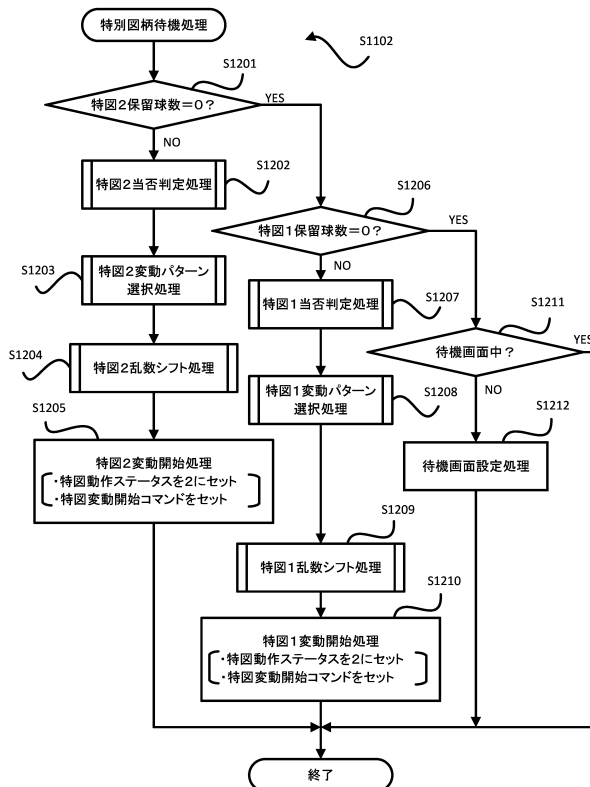 特別図柄待機処理
S1102
S1201
特図2保留球数＝0？
YES
NO
S1202
特図2当否判定処理
S1203
特図2変動パターン
選択処理
S1204
特図2乱数シフト処理
S1205
特図2変動開始処理
・特図動作ステータスを2にセット
・特図変動開始コマンドをセット
S1206
特図1保留球数＝0？
YES
NO
S1207
特図1当否判定処理
S1208
特図1変動パターン
選択処理
S1209
特図1乱数シフト処理
S1210
特図1変動開始処理
・特図動作ステータスを2にセット
・特図変動開始コマンドをセット
S1211
待機画面中？
YES
NO
S1212
待機画面設定処理
終了